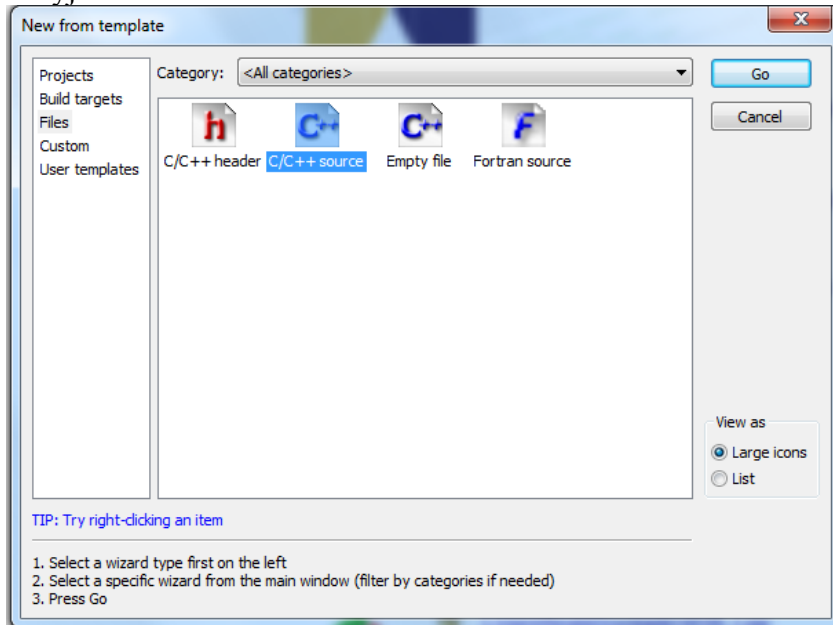 New from template
Projects
Build targets
Files
Custom
User templates
Category: <All categories>
Go
Cancel
C/C++ header C/C++ source Empty file Fortran source
View as
Large icons
List
TIP: Try right-clicking an item
1. Select a wizard type first on the left
2. Select a specific wizard from the main window (filter by categories if needed)
3. Press Go